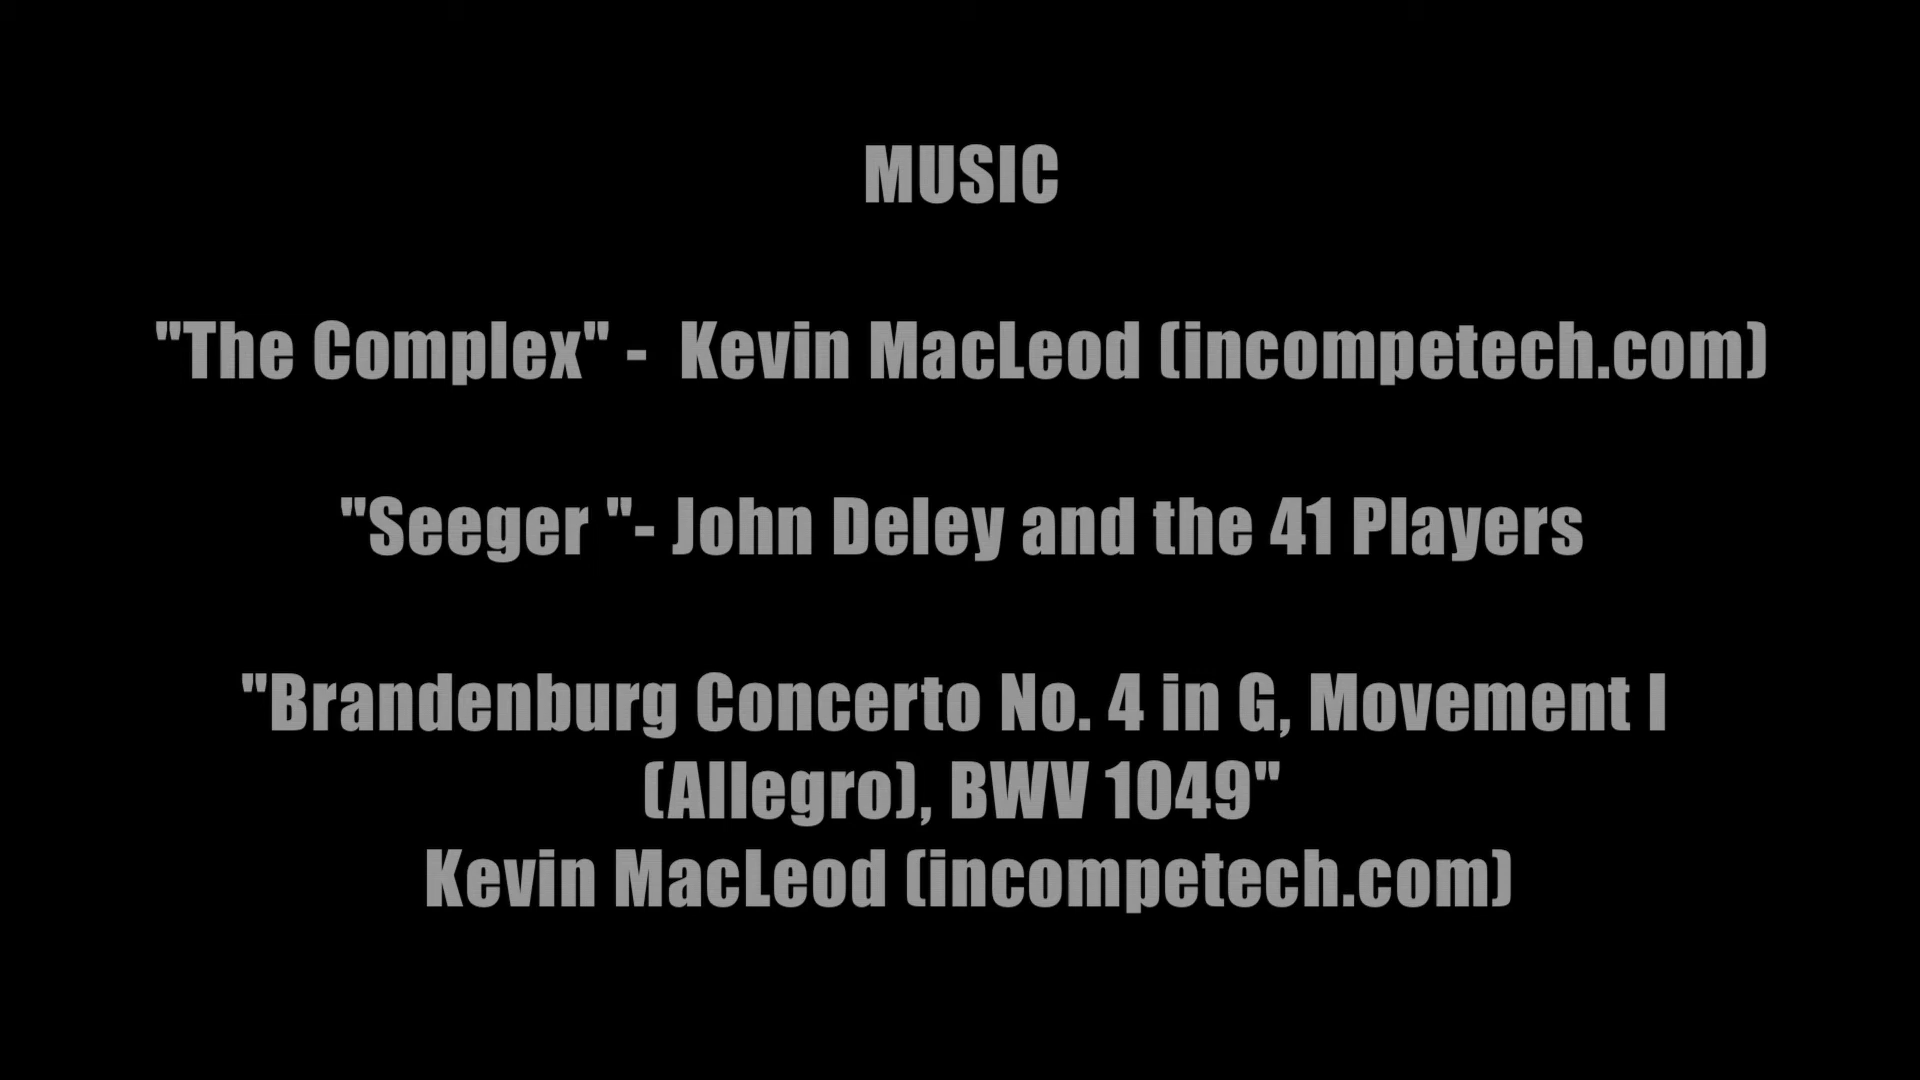 MUSIC
"The Complex" -  Kevin MacLeod (incompetech.com)
"Seeger "- John Deley and the 41 Players
"Brandenburg Concerto No. 4 in G, Movement I
(Allegro), BWV 1049"
Kevin MacLeod (incompetech.com)